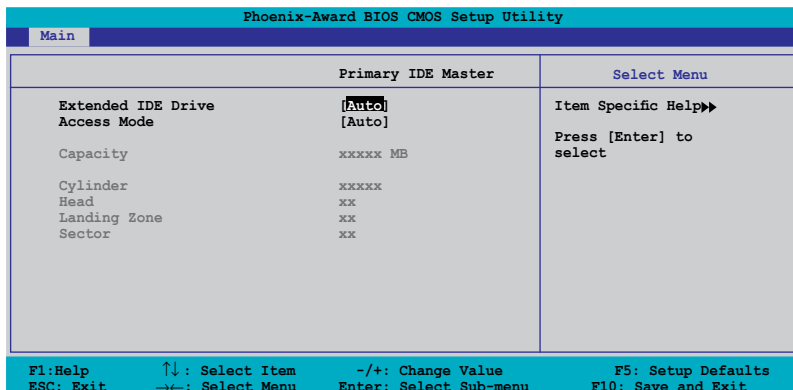 Phoenix-Award BIOS CMOS Setup Utility
Main
Primary IDE Master
Select Menu
Extended IDE Drive [Auto]
Access Mode [Auto]
Capacity xxxxx MB
Cylinder xxxxx
Head xx
Landing Zone xx
Sector xx
Item Specific Help▶▶
Press [Enter] to
select
F1:Help ↑↓ : Select Item -/+: Change Value F5: Setup Defaults
ESC: Exit →←: Select Menu Enter: Select Sub-menu F10: Save and Exit